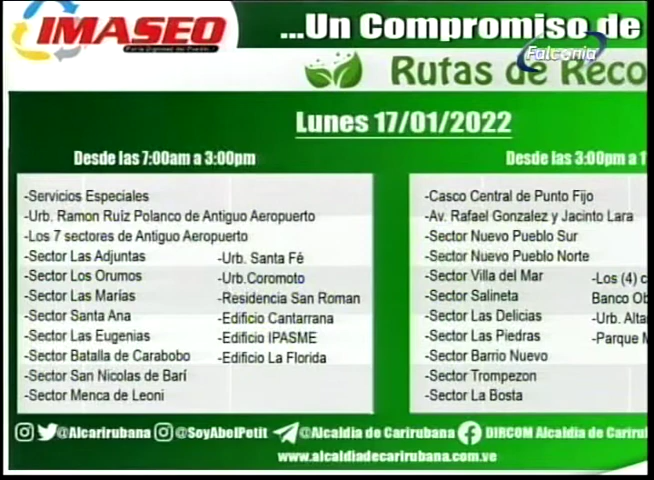 IMASEO
...Un Compromiso de
Falconía
Rutas de Reco
Lunes 17/01/2022
Desde las 7:00am a 3:00pm
-Servicios Especiales
-Urb. Ramon Ruiz Polanco de Antiguo Aeropuerto
-Los 7 sectores de Antiguo Aeropuerto
-Sector Las Adjuntas
-Sector Los Orumos
-Sector Las Marías
-Sector Santa Ana
-Sector Las Eugenias
-Sector Batalla de Carabobo
-Sector San Nicolas de Barí
-Sector Menca de Leoni
-Urb. Santa Fé
-Urb.Coromoto
-Residencia San Roman
-Edificio Cantarrana
-Edificio IPASME
-Edificio La Florida
Desde las 3:00pm a 1
-Casco Central de Punto Fijo
-Av. Rafael Gonzalez y Jacinto Lara
-Sector Nuevo Pueblo Sur
-Sector Nuevo Pueblo Norte
-Sector Villa del Mar
-Sector Salineta
-Sector Las Delicias
-Sector Las Piedras
-Sector Barrio Nuevo
-Sector Trompezon
-Sector La Bosta
-Los (4) c
Banco Ob
-Urb. Alta
-Parque M
@Alcarirubana @SoyAbelPetit @Alcaldia de Carirubana DIRCOM Alcaldia de Carirub
www.alcaldiadecarirubana.com.ve